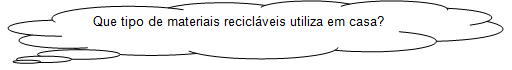 Que tipo de materiais recicláveis utiliza em casa?